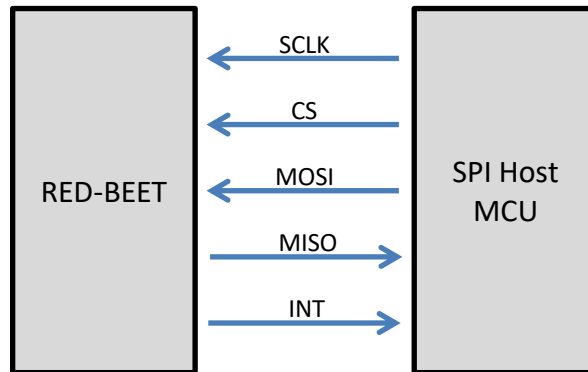 SCLK
CS
MOSI
RED-BEET
SPI Host
MCU
MISO
INT